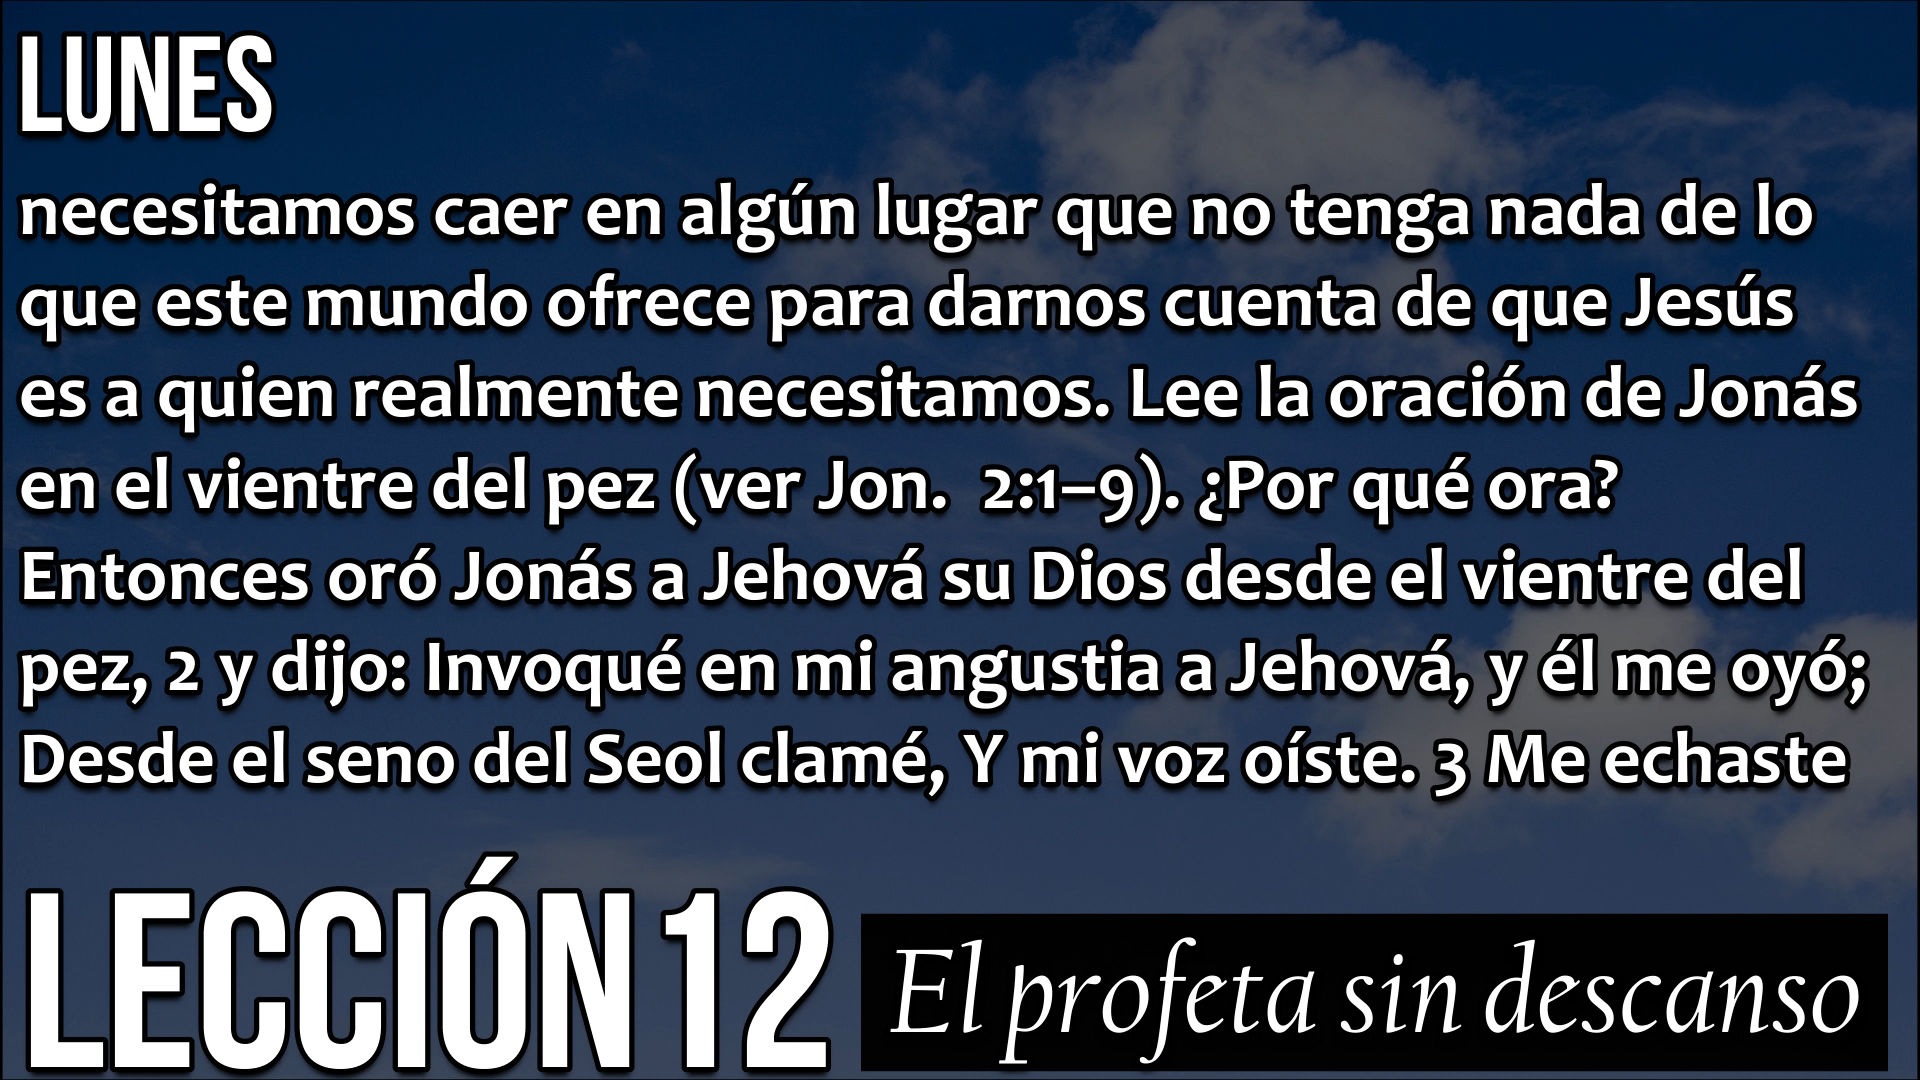 LUNES
necesitamos caer en algún lugar que no tenga nada de lo
que este mundo ofrece para darnos cuenta de que Jesús
es a quien realmente necesitamos. Lee la oración de Jonás
en el vientre del pez (ver Jon.  2:1–9). ¿Por qué ora?
Entonces oró Jonás a Jehová su Dios desde el vientre del
pez, 2 y dijo: Invoqué en mi angustia a Jehová, y él me oyó;
Desde el seno del Seol clamé, Y mi voz oíste. 3 Me echaste
LECCIÓN 12
El profeta sin descanso